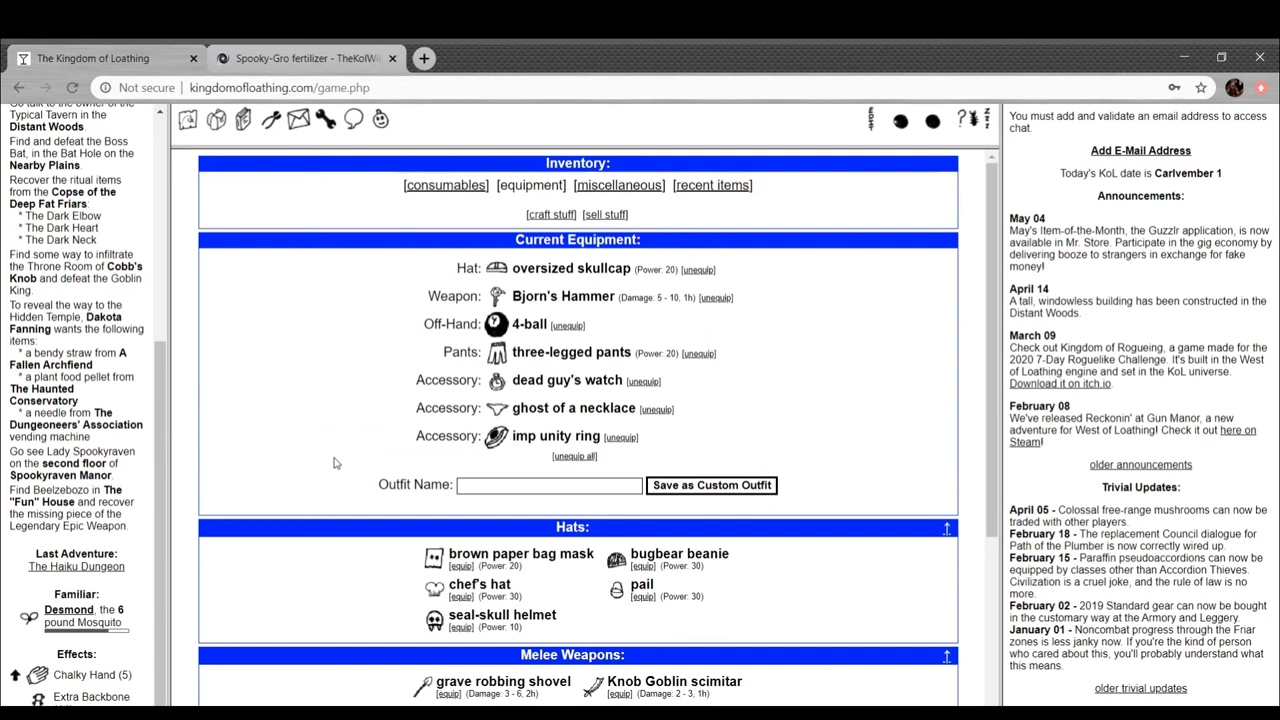 The Kingdom of Loathing
Spooky-Gro fertilizer - TheKolWi
Not secure
kingdomofloathing.com/game.php
Go talk to the owner of the
Typical Tavern in the
Distant Woods.
Find and defeat the Boss
Bat, in the Bat Hole on the
Nearby Plains.
Recover the ritual items
from the Copse of the
Deep Fat Friars:
* The Dark Elbow
* The Dark Heart
* The Dark Neck
Find some way to infiltrate
the Throne Room of Cobb's
Knob and defeat the Goblin
King.
To reveal the way to the
Hidden Temple, Dakota
Fanning wants the following
items:
* a bendy straw from A
Fallen Archfiend
* a plant food pellet from
The Haunted
Conservatory
* a needle from The
Dungeoneers' Association
vending machine
Go see Lady Spookyraven
on the second floor of
Spookyraven Manor.
Find Beelzebozo in The
"Fun" House and recover
the missing piece of the
Legendary Epic Weapon.
Last Adventure:
The Haiku Dungeon
Familiar:
Desmond, the 6
pound Mosquito
Effects:
Chalky Hand (5)
Extra Backbone
Inventory:
[consumables] [equipment] [miscellaneous] [recent items]
[craft stuff] [sell stuff]
Current Equipment:
Hat: oversized skullcap (Power: 20) [unequip]
Weapon: Bjorn's Hammer (Damage: 5 - 10, 1h) [unequip]
Off-Hand: 4-ball [unequip]
Pants: three-legged pants (Power: 20) [unequip]
Accessory: dead guy's watch [unequip]
Accessory: ghost of a necklace [unequip]
Accessory: imp unity ring [unequip]
[unequip all]
Outfit Name: Save as Custom Outfit
Hats:
brown paper bag mask
[equip] (Power: 20)
bugbear beanie
[equip] (Power: 30)
chef's hat
[equip] (Power: 30)
pail
[equip] (Power: 30)
seal-skull helmet
[equip] (Power: 10)
Melee Weapons:
grave robbing shovel
[equip] (Damage: 3 - 6, 2h)
Knob Goblin scimitar
[equip] (Damage: 2 - 3, 1h)
You must add and validate an email address to access
chat.
Add E-Mail Address
Today's KoL date is Carlvember 1
Announcements:
May 04
May's Item-of-the-Month, the Guzzlr application, is now
available in Mr. Store. Participate in the gig economy by
delivering booze to strangers in exchange for fake
money!
April 14
A tall, windowless building has been constructed in the
Distant Woods.
March 09
Check out Kingdom of Rogueing, a game made for the
2020 7-Day Roguelike Challenge. It's built in the West
of Loathing engine and set in the KoL universe.
Download it on itch.io.
February 08
We've released Reckonin' at Gun Manor, a new
adventure for West of Loathing! Check it out here on
Steam!
older announcements
Trivial Updates:
April 05 - Colossal free-range mushrooms can now be
traded with other players.
February 18 - The replacement Council dialogue for
Path of the Plumber is now correctly wired up.
February 15 - Paraffin pseudoaccordions can now be
equipped by classes other than Accordion Thieves.
Civilization is a cruel joke, and the rule of law is no
more.
February 02 - 2019 Standard gear can now be bought
in the customary way at the Armory and Leggery.
January 01 - Noncombat progress through the Friar
zones is less janky now. If you're the kind of person
who cared about this, you'll probably understand what
this means.
older trivial updates